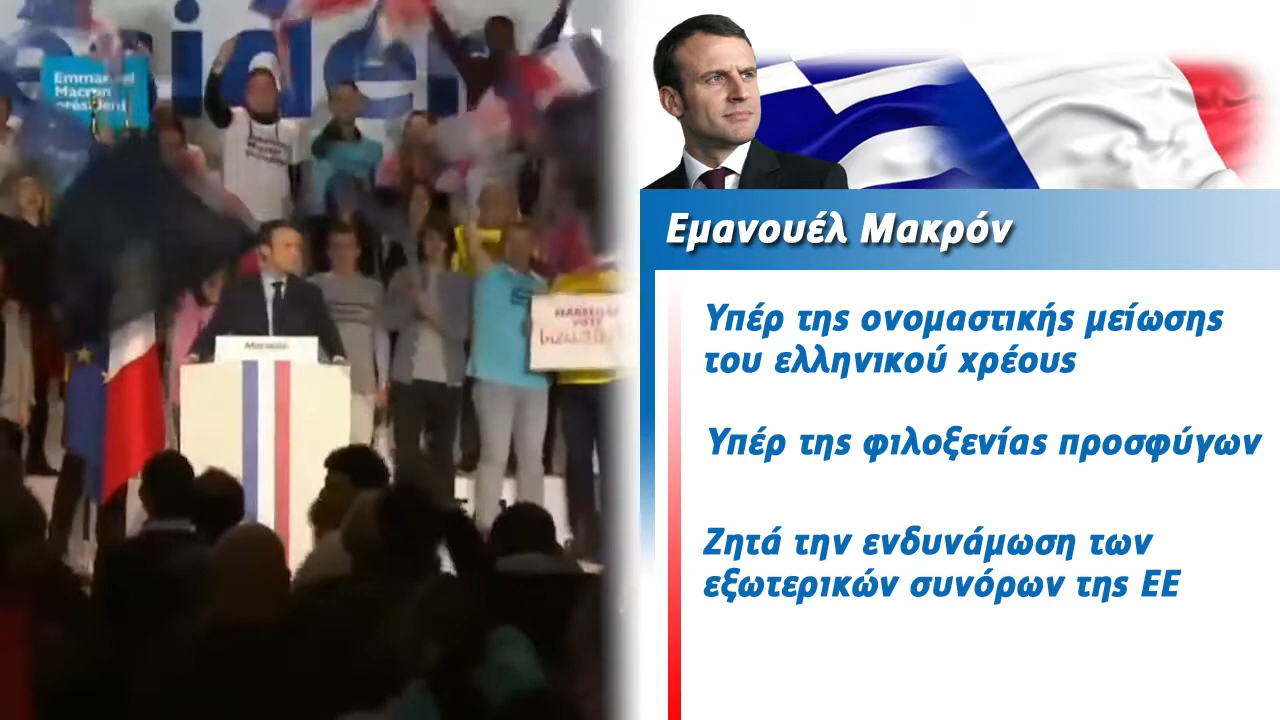 Emmanuel
Macron
président
Εμανουέλ Μακρόν
Υπέρ της ονομαστικής μείωσης
του ελληνικού χρέους
Υπέρ της φιλοξενίας προσφύγων
Ζητά την ενδυνάμωση των
εξωτερικών συνόρων της ΕΕ